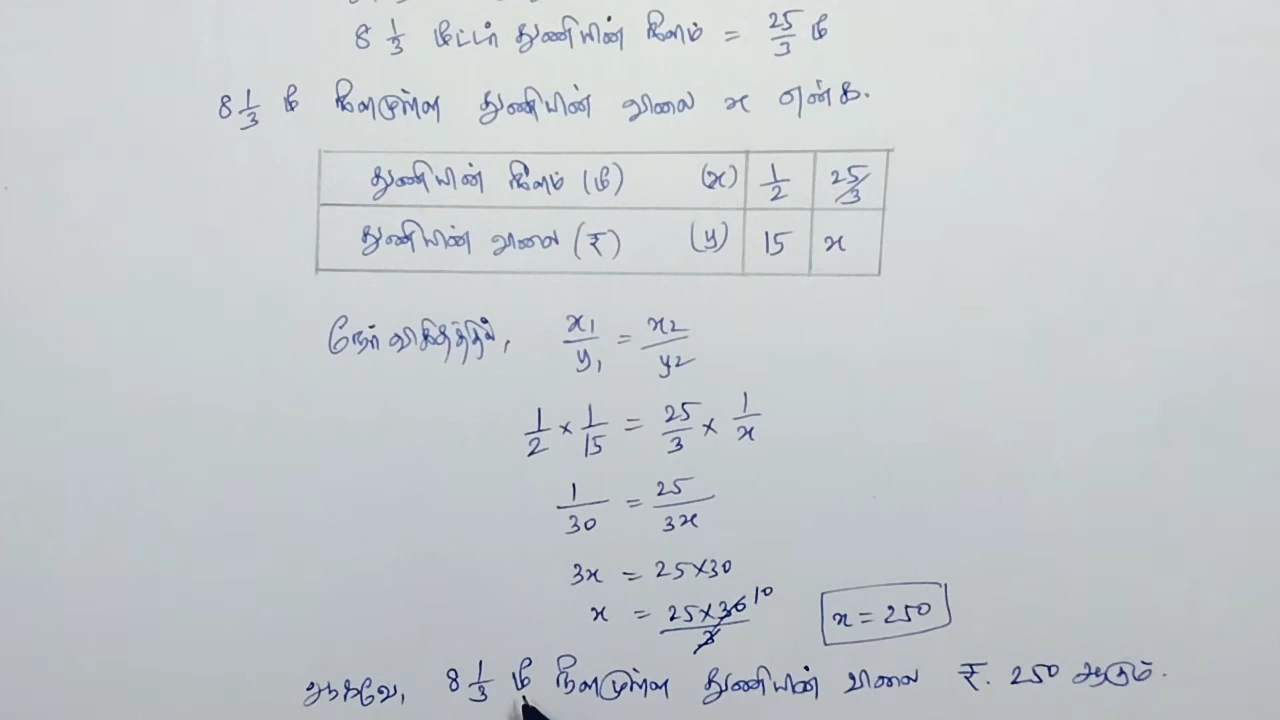 8 1/3 மீட்டர் துணியின் நீளம் = 25/3 மீ
8 1/3 மீ நீளமுள்ள துணியின் விலை x என்க.
துணியின் நீளம் (மீ) (x) 1/2 25/3
துணியின் விலை (₹) (y) 15 x
நேர் விகிதத்தில், x₁/y₁ = x₂/y₂
1/2 × 1/15 = 25/3 × 1/x
1/30 = 25/3x
3x = 25×30
x = 25×30/3 10 x = 250
ஆகவே, 8 1/3 மீ நீளமுள்ள துணியின் விலை ₹. 250 ஆகும்.